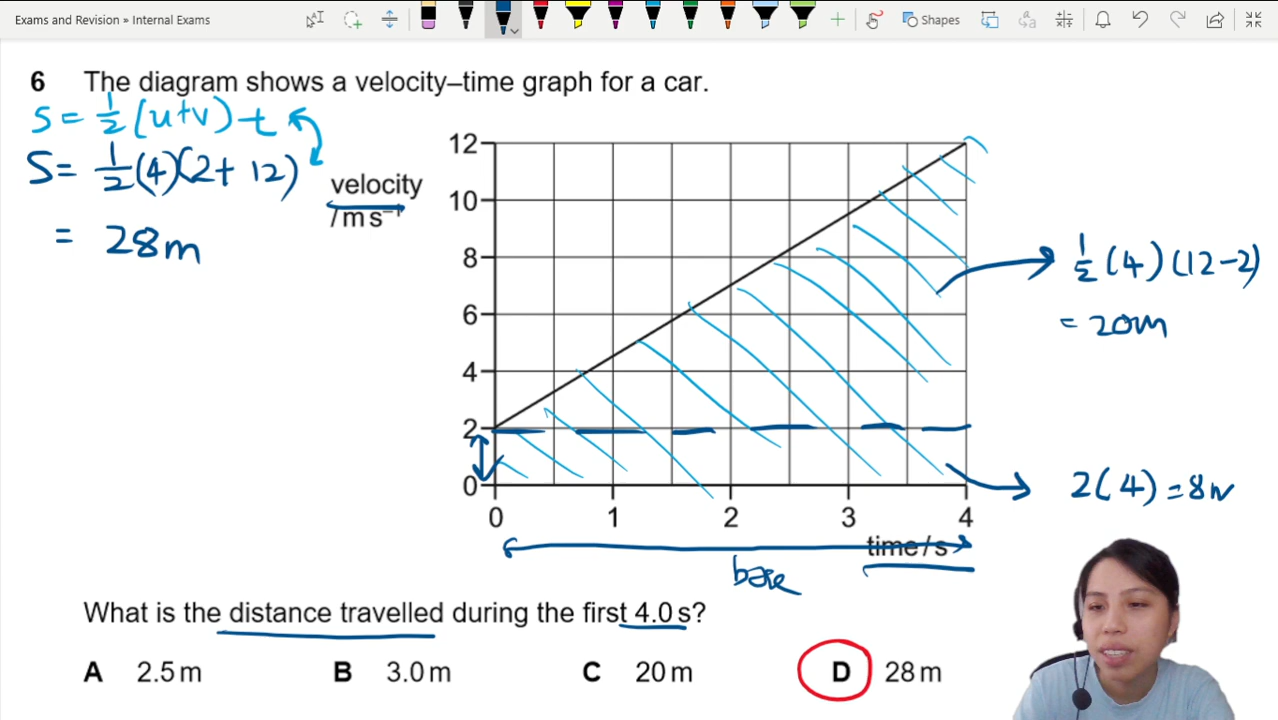 Exams and Revision » Internal Exams
Shapes
6 The diagram shows a velocity–time graph for a car.
S = 1/2 (u+v) t
S = 1/2 (4)(2 + 12)
= 28m
velocity
/m s⁻¹
12
10
8
6
4
2
0
0 1 2 3 4
time/s
base
1/2 (4) (12-2)
= 20m
2(4) = 8m
What is the distance travelled during the first 4.0 s?
A 2.5 m B 3.0 m C 20 m D 28 m